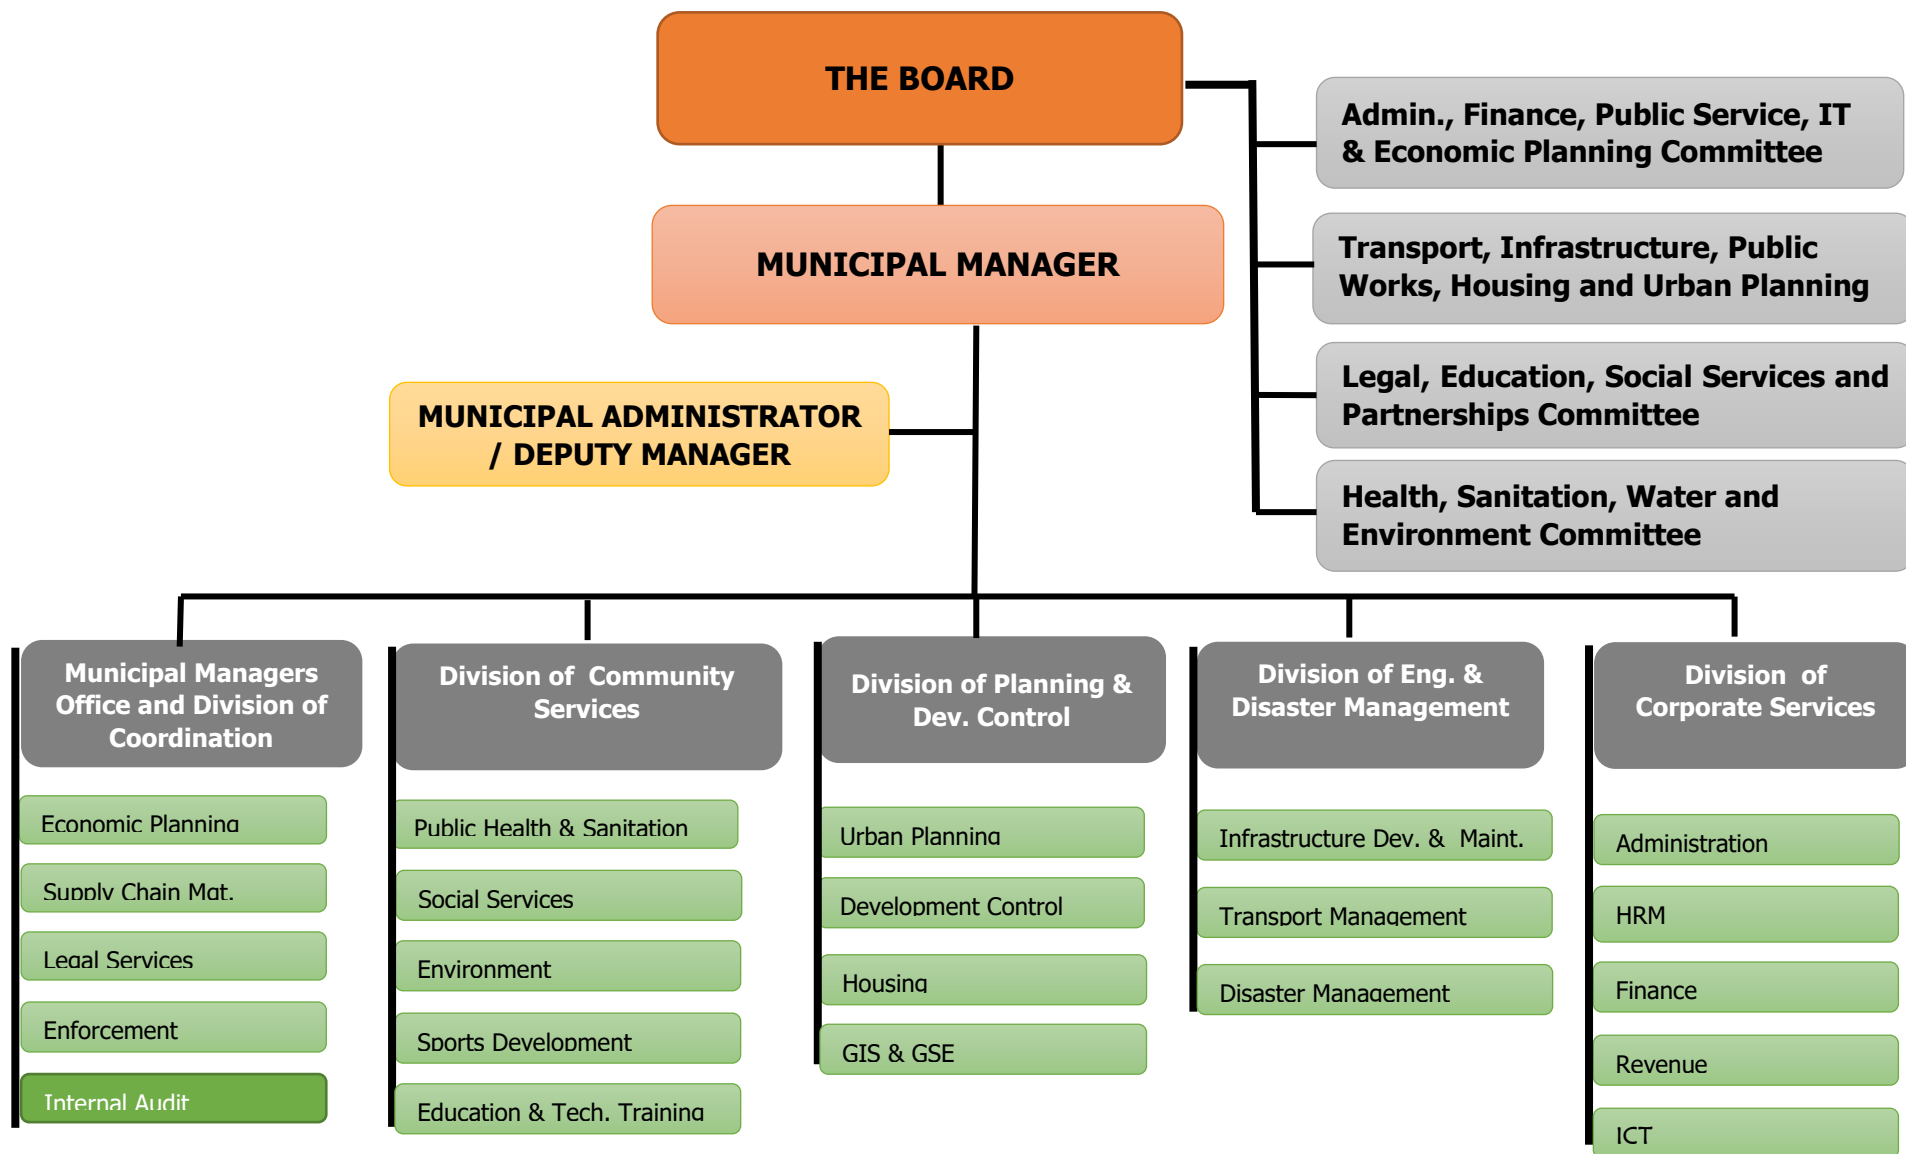 THE BOARD
Admin., Finance, Public Service, IT
& Economic Planning Committee
MUNICIPAL MANAGER
Transport, Infrastructure, Public
Works, Housing and Urban Planning
Legal, Education, Social Services and
Partnerships Committee
MUNICIPAL ADMINISTRATOR
/ DEPUTY MANAGER
Health, Sanitation, Water and
Environment Committee
Municipal Managers
Office and Division of
Coordination
Economic Planning
Supply Chain Mgt.
Legal Services
Enforcement
Internal Audit
Division of Community
Services
Public Health & Sanitation
Social Services
Environment
Sports Development
Education & Tech. Training
Division of Planning &
Dev. Control
Urban Planning
Development Control
Housing
GIS & GSE
Division of Eng. &
Disaster Management
Infrastructure Dev. & Maint.
Transport Management
Disaster Management
Division of
Corporate Services
Administration
HRM
Finance
Revenue
ICT